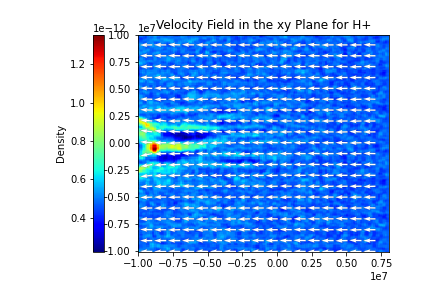 Velocity Field in the xy Plane for H+
1e−12
1e7
1.2
1.0
0.8
0.6
0.4
Density
1.00
0.75
0.50
0.25
0.00
−0.25
−0.50
−0.75
−1.00
−1.00 −0.75 −0.50 −0.25 0.00 0.25 0.50 0.75
1e7